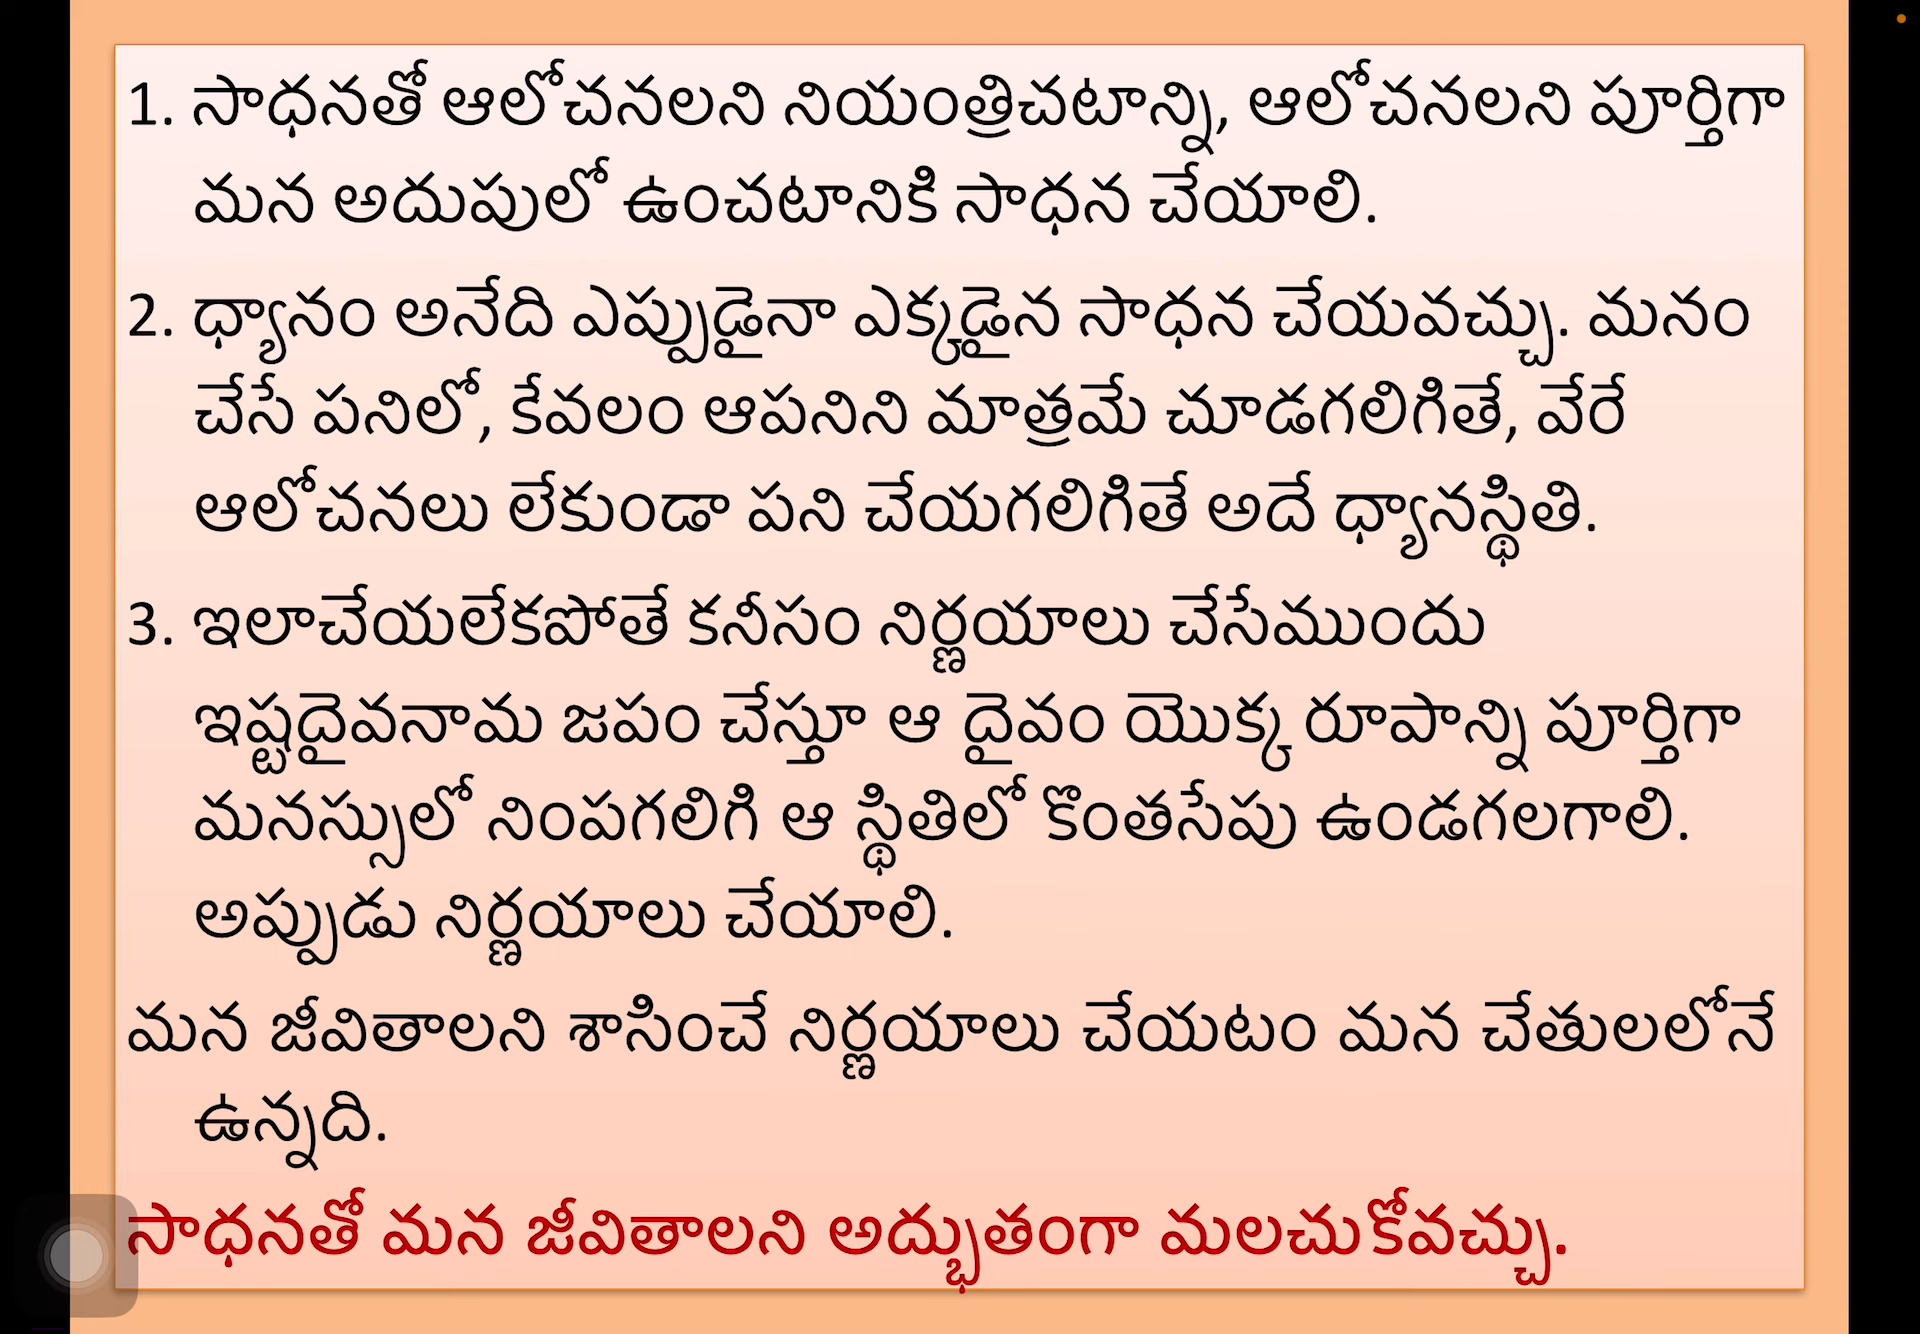 1. సాధనతో ఆలోచనలని నియంత్రిచటాన్ని, ఆలోచనలని పూర్తిగా
మన అదుపులో ఉంచటానికి సాధన చేయాలి.
2. ధ్యానం అనేది ఎప్పుడైనా ఎక్కడైన సాధన చేయవచ్చు. మనం
చేసే పనిలో, కేవలం ఆపనిని మాత్రమే చూడగలిగితే, వేరే
ఆలోచనలు లేకుండా పని చేయగలిగితే అదే ధ్యానస్థితి.
3. ఇలాచేయలేకపోతే కనీసం నిర్ణయాలు చేసేముందు
ఇష్టదైవనామ జపం చేస్తూ ఆ దైవం యొక్క రూపాన్ని పూర్తిగా
మనస్సులో నింపగలిగి ఆ స్థితిలో కొంతసేపు ఉండగలగాలి.
అప్పుడు నిర్ణయాలు చేయాలి.
మన జీవితాలని శాసించే నిర్ణయాలు చేయటం మన చేతులలోనే
ఉన్నది.
సాధనతో మన జీవితాలని అద్భుతంగా మలచుకోవచ్చు.